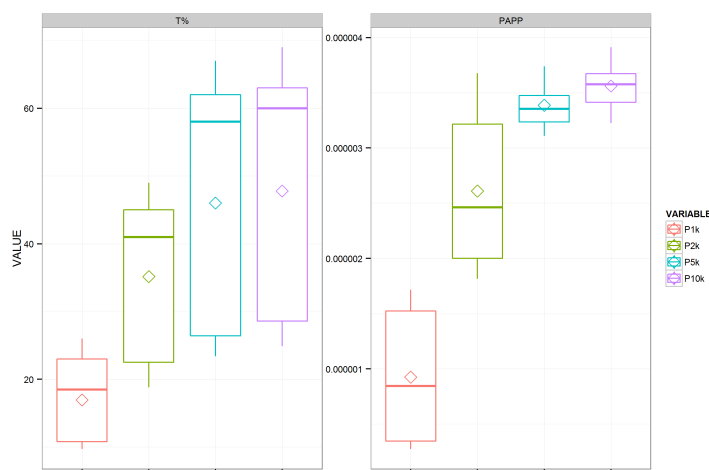 T%
PAPP
VALUE
60
40
20
0.000004
0.000003
0.000002
0.000001
VARIABLE
P1k
P2k
P5k
P10k